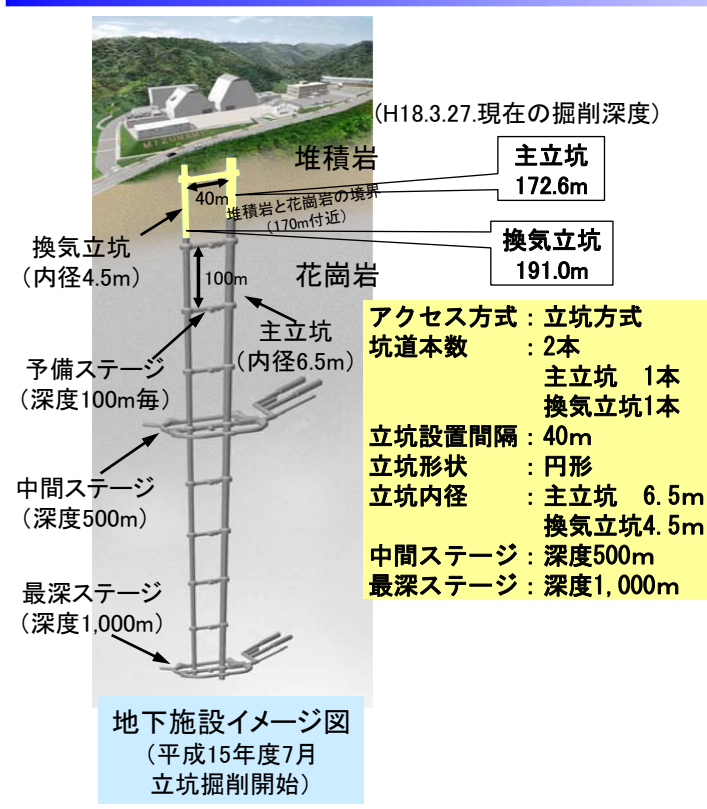 (H18.3.27.現在の掘削深度)
MIZUNAMI
堆積岩
主立坑
172.6m
40m
堆積岩と花崗岩の境界
(170m付近)
換気立坑
(内径4.5m)
換気立坑
191.0m
100m
花崗岩
主立坑
(内径6.5m)
予備ステージ
(深度100m毎)
中間ステージ
(深度500m)
最深ステージ
(深度1,000m)
アクセス方式:立坑方式
坑道本数 :2本
主立坑 1本
換気立坑1本
立坑設置間隔:40m
立坑形状 :円形
立坑内径 :主立坑 6.5m
換気立坑4.5m
中間ステージ:深度500m
最深ステージ:深度1,000m
地下施設イメージ図
(平成15年度7月
立坑掘削開始)